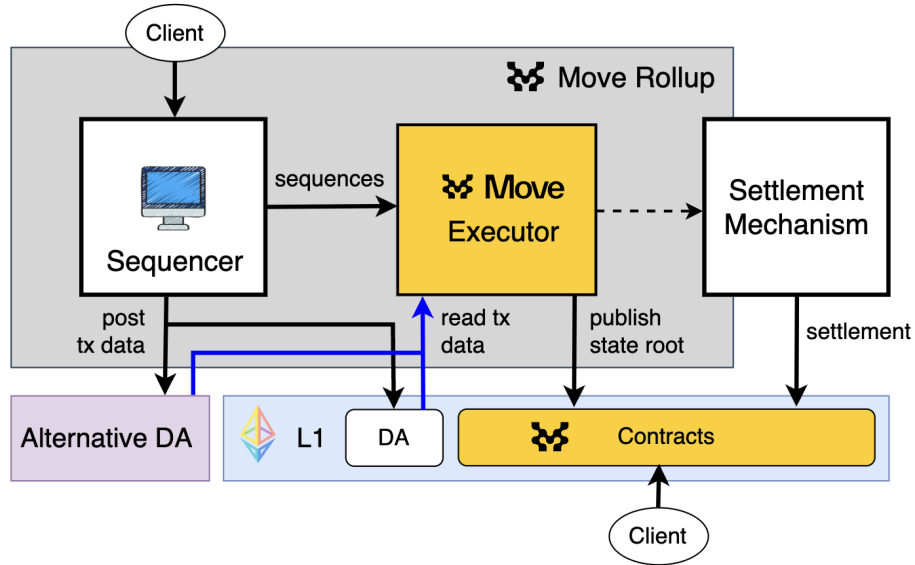 Client
Move Rollup
sequences
Move
Executor
Sequencer
Settlement
Mechanism
post
tx data
read tx
data
publish
state root
settlement
Alternative DA
L1
DA
Contracts
Client